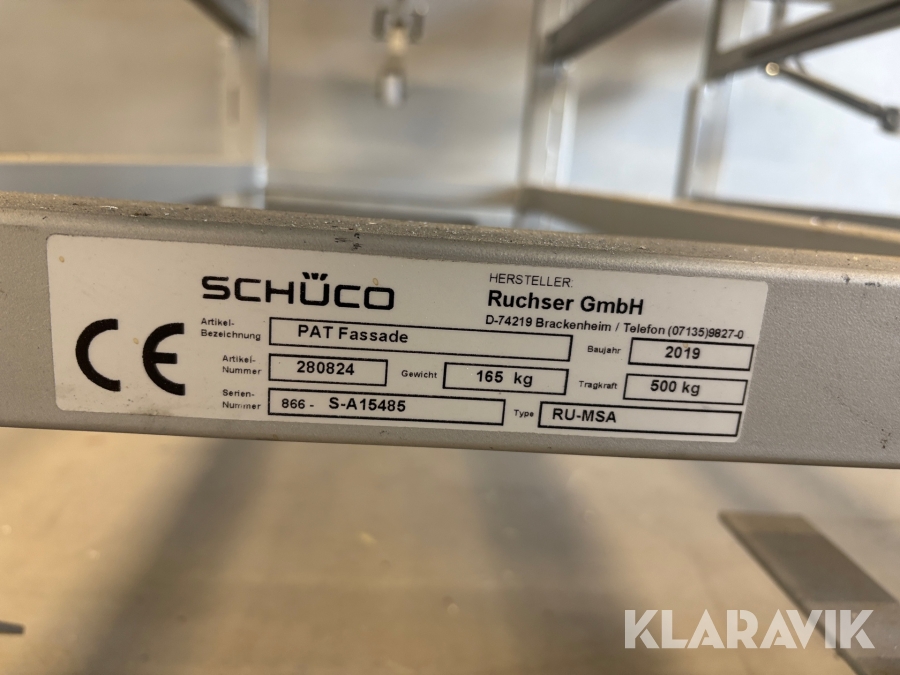 SCHÜCO
HERSTELLER:
Ruchser GmbH
D-74219 Brackenheim / Telefon (07135)9827-0
CE
Artikel-Bezeichnung PAT Fassade Baujahr 2019
Artikel-Nummer 280824 Gewicht 165 kg Tragkraft 500 kg
Serien-Nummer 866 - S-A15485 Type RU-MSA
KLARAVIK